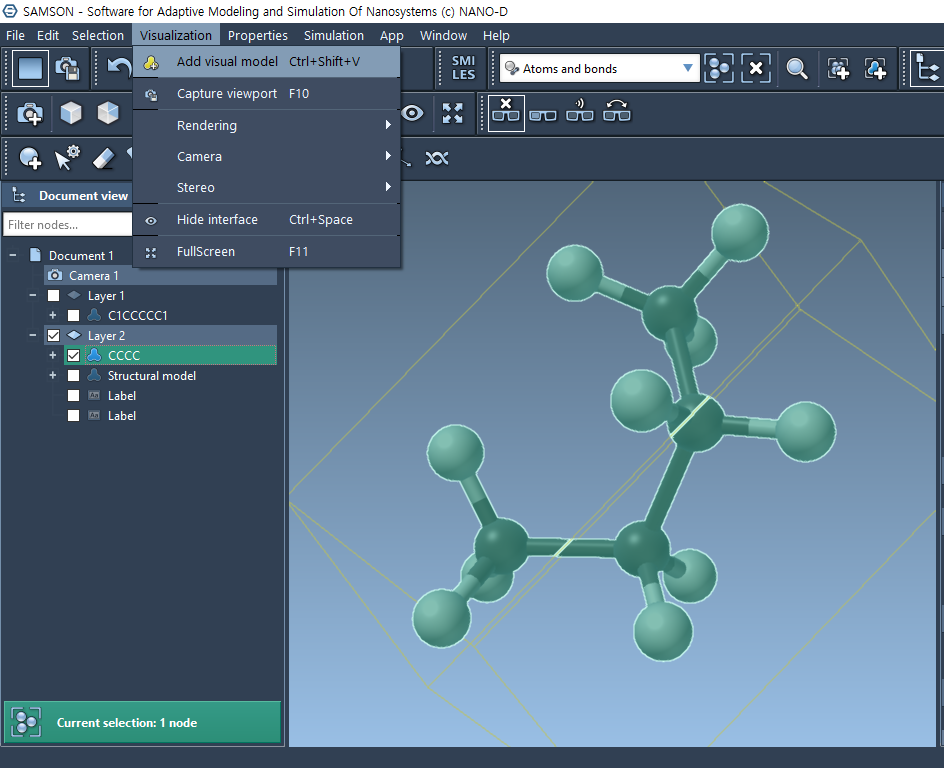 SAMSON - Software for Adaptive Modeling and Simulation Of Nanosystems (c) NANO-D
File Edit Selection Visualization Properties Simulation App Window Help
Add visual model Ctrl+Shift+V
Capture viewport F10
Rendering
Camera
Stereo
Hide interface Ctrl+Space
FullScreen F11
SMI
LES
Atoms and bonds
Document view
Filter nodes...
Document 1
Camera 1
Layer 1
C1CCCCC1
Layer 2
CCCC
Structural model
Aa Label
Aa Label
Current selection: 1 node